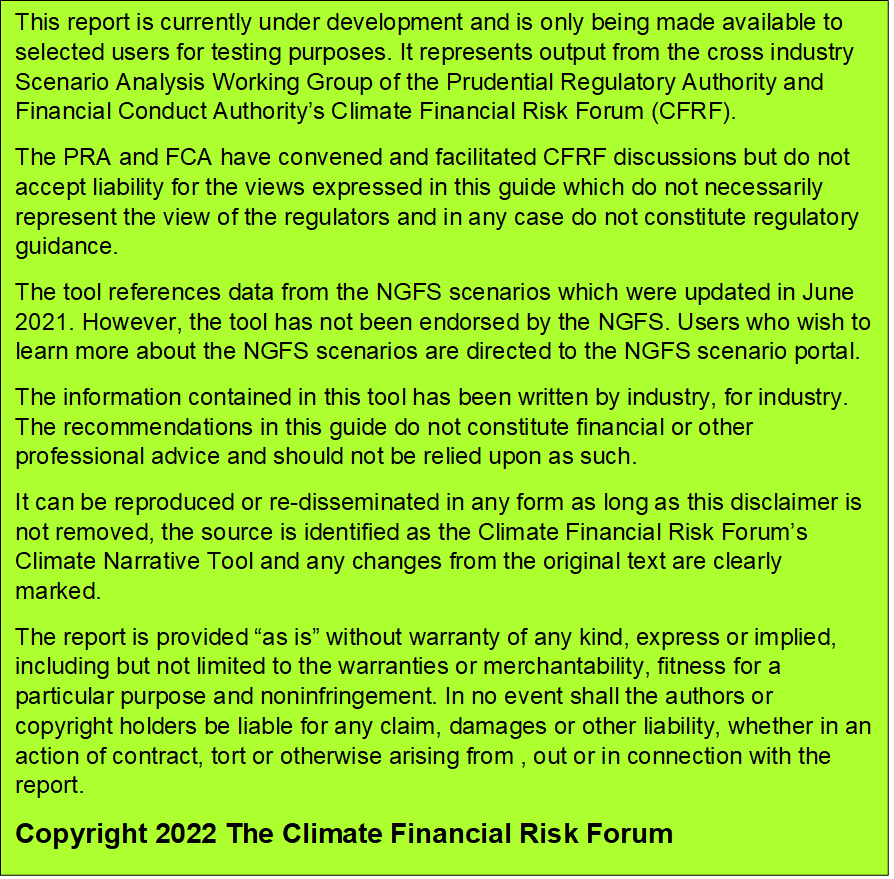 This report is currently under development and is only being made available to
selected users for testing purposes. It represents output from the cross industry
Scenario Analysis Working Group of the Prudential Regulatory Authority and
Financial Conduct Authority’s Climate Financial Risk Forum (CFRF).
The PRA and FCA have convened and facilitated CFRF discussions but do not
accept liability for the views expressed in this guide which do not necessarily
represent the view of the regulators and in any case do not constitute regulatory
guidance.
The tool references data from the NGFS scenarios which were updated in June
2021. However, the tool has not been endorsed by the NGFS. Users who wish to
learn more about the NGFS scenarios are directed to the NGFS scenario portal.
The information contained in this tool has been written by industry, for industry.
The recommendations in this guide do not constitute financial or other
professional advice and should not be relied upon as such.
It can be reproduced or re-disseminated in any form as long as this disclaimer is
not removed, the source is identified as the Climate Financial Risk Forum’s
Climate Narrative Tool and any changes from the original text are clearly
marked.
The report is provided “as is” without warranty of any kind, express or implied,
including but not limited to the warranties or merchantability, fitness for a
particular purpose and noninfringement. In no event shall the authors or
copyright holders be liable for any claim, damages or other liability, whether in an
action of contract, tort or otherwise arising from , out or in connection with the
report.
Copyright 2022 The Climate Financial Risk Forum